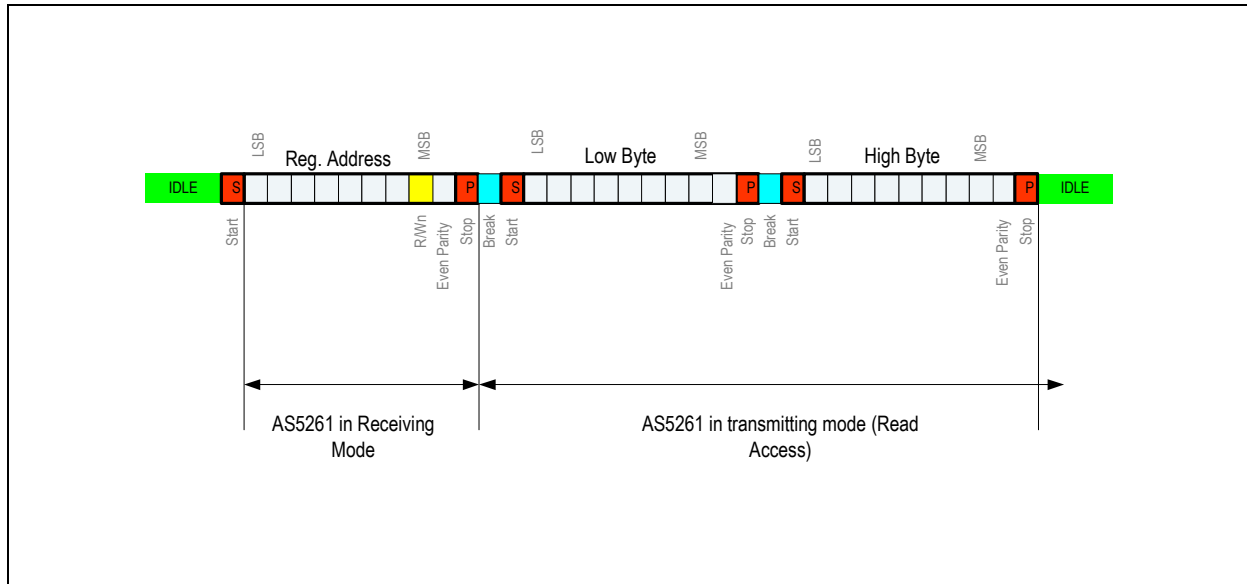 LSB
MSB
LSB
MSB
LSB
MSB
Reg. Address
Low Byte
High Byte
IDLE
S
P
S
P
S
P
IDLE
Start
R/Wn
Even Parity
Stop
Break
Start
Even Parity
Stop
Break
Start
Even Parity
Stop
AS5261 in Receiving
Mode
AS5261 in transmitting mode (Read
Access)